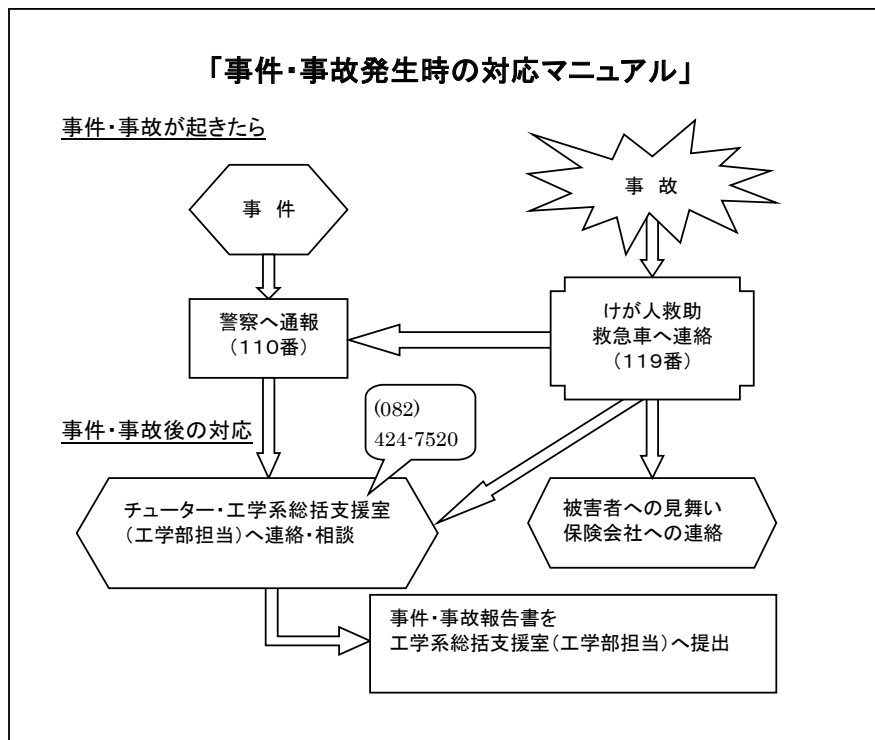 「事件・事故発生時の対応マニュアル」
事件・事故が起きたら
事 件
事 故
警察へ通報
（１１０番）
けが人救助
救急車へ連絡
（１１９番）
事件・事故後の対応
(082)
424-7520
チューター・工学系総括支援室
（工学部担当）へ連絡・相談
被害者への見舞い
保険会社への連絡
事件・事故報告書を
工学系総括支援室（工学部担当）へ提出